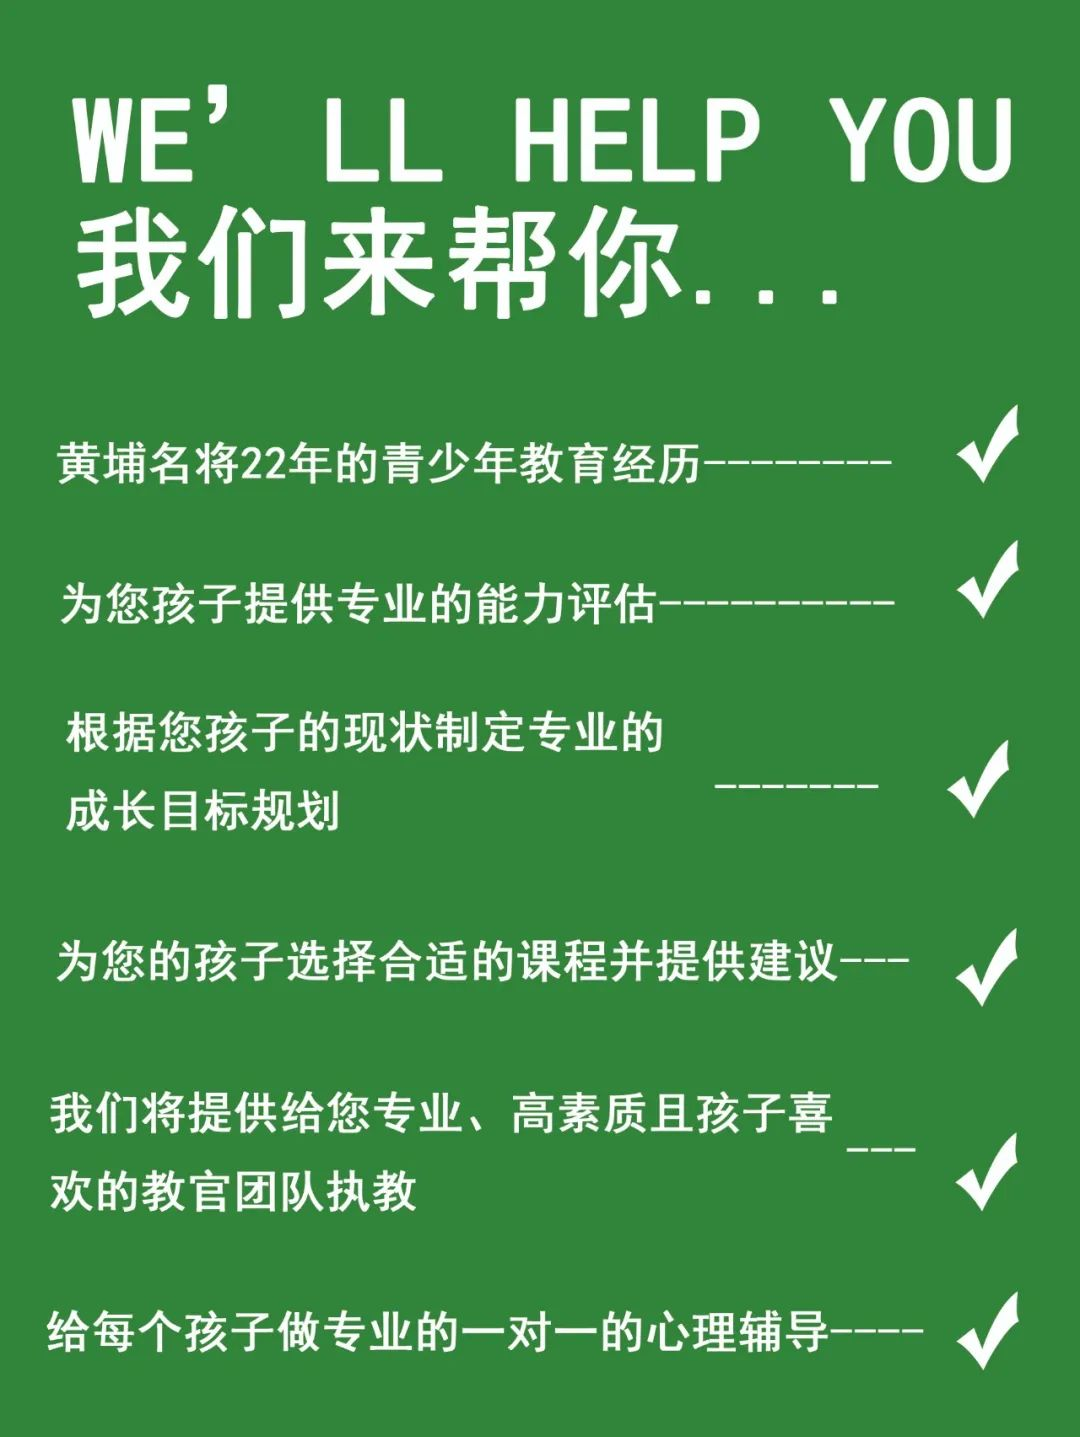 WE'LL HELP YOU
我们来帮你...
黄埔名将22年的青少年教育经历--------
为您孩子提供专业的能力评估----------
根据您孩子的现状制定专业的
成长目标规划
-------
为您的孩子选择合适的课程并提供建议---
我们将提供给您专业、高素质且孩子喜
欢的教官团队执教
---
给每个孩子做专业的一对一的心理辅导----